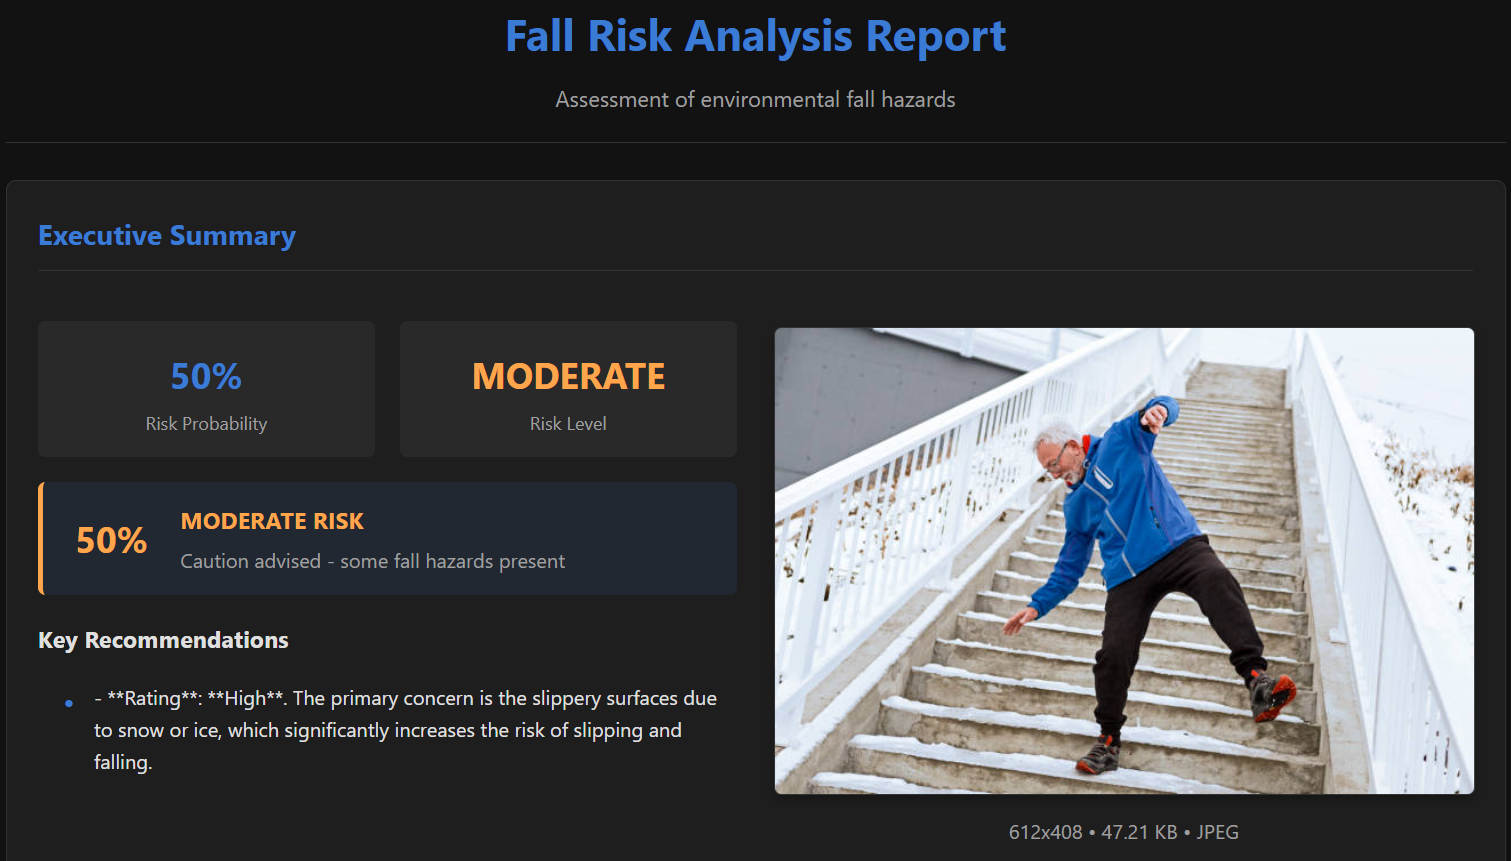 Fall Risk Analysis Report
Assessment of environmental fall hazards
Executive Summary
50%
Risk Probability
MODERATE
Risk Level
50%
MODERATE RISK
Caution advised - some fall hazards present
Key Recommendations
- **Rating**: **High**. The primary concern is the slippery surfaces due
to snow or ice, which significantly increases the risk of slipping and
falling.
612x408 • 47.21 KB • JPEG